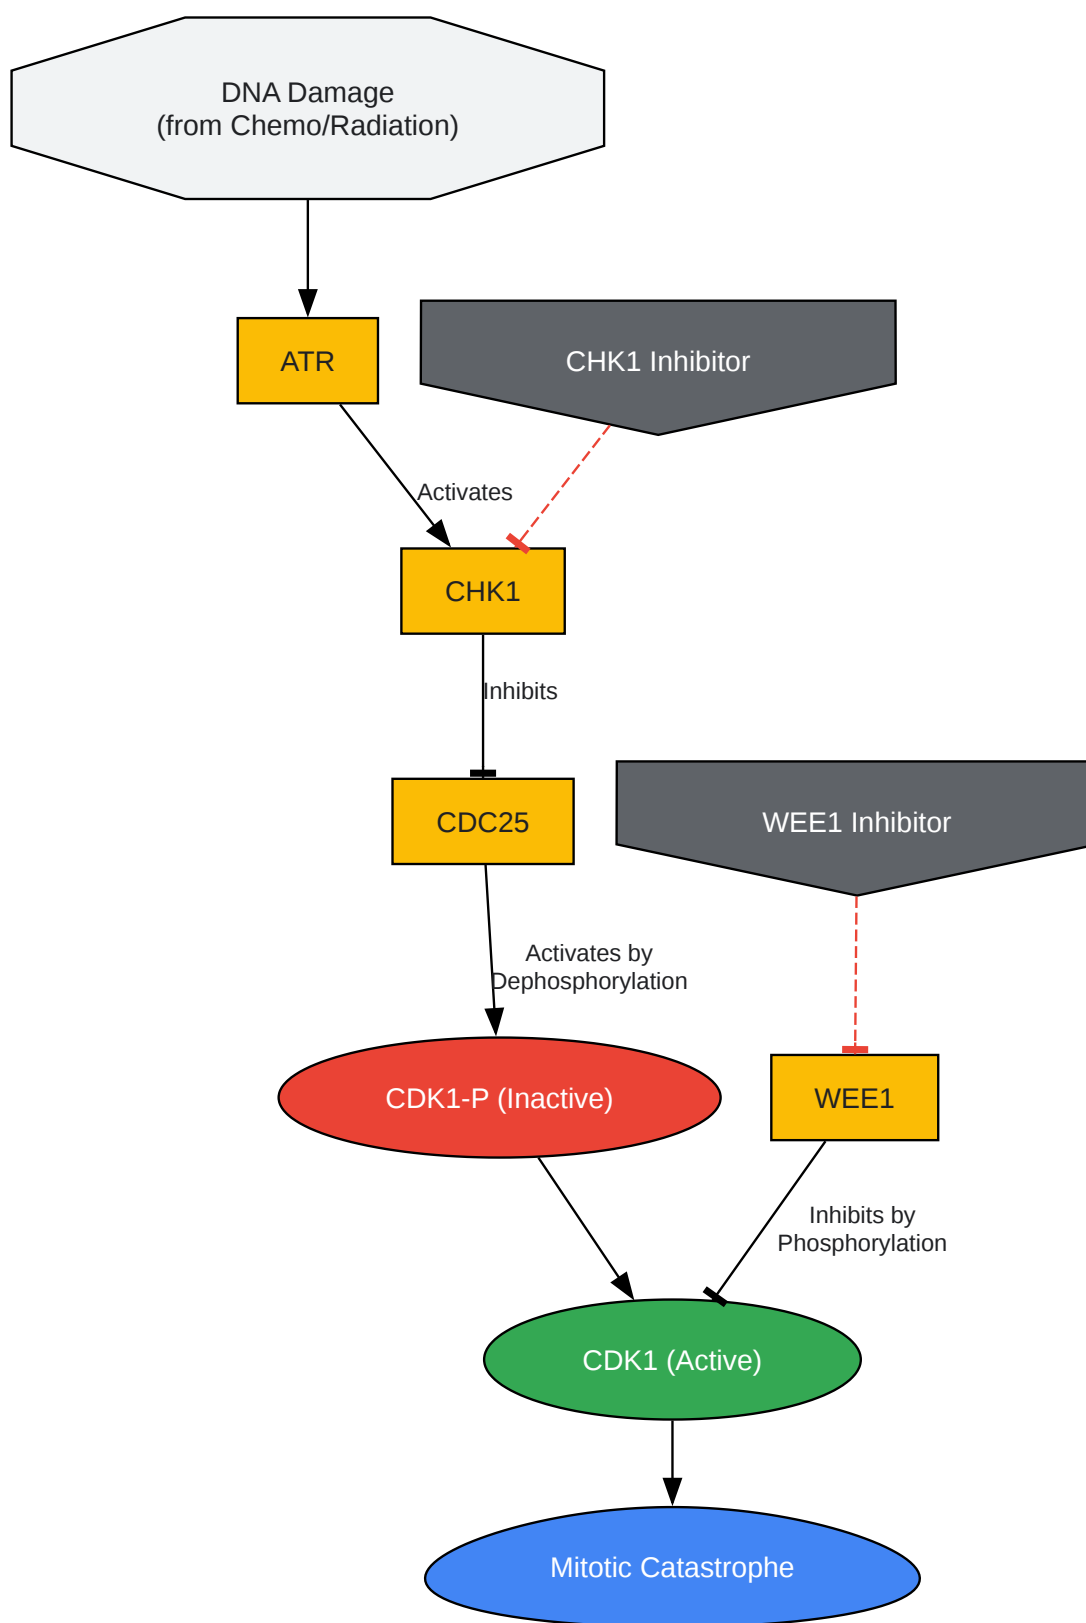 DNA Damage
(from Chemo/Radiation)
ATR
CHK1 Inhibitor
Activates
CHK1
Inhibits
CDC25
WEE1 Inhibitor
Activates by
Dephosphorylation
CDK1-P (Inactive)
WEE1
Inhibits by
Phosphorylation
CDK1 (Active)
Mitotic Catastrophe